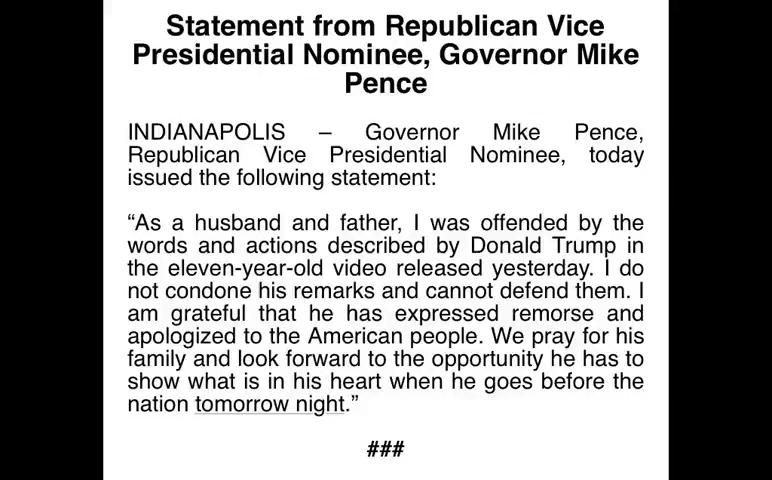 Statement from Republican Vice
Presidential Nominee, Governor Mike
Pence
INDIANAPOLIS – Governor Mike Pence,
Republican Vice Presidential Nominee, today
issued the following statement:
“As a husband and father, I was offended by the
words and actions described by Donald Trump in
the eleven-year-old video released yesterday. I do
not condone his remarks and cannot defend them. I
am grateful that he has expressed remorse and
apologized to the American people. We pray for his
family and look forward to the opportunity he has to
show what is in his heart when he goes before the
nation tomorrow night.”
###